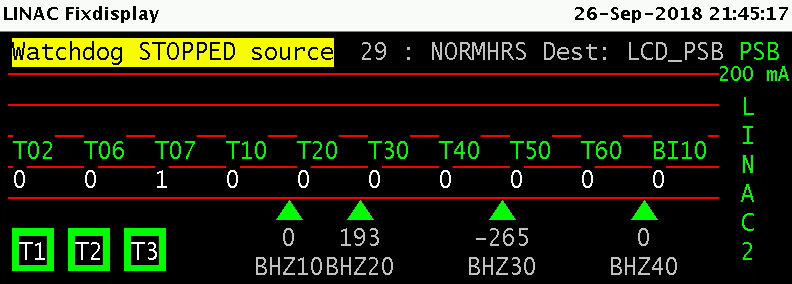 LINAC Fixdisplay 26-Sep-2018 21:45:17
Watchdog STOPPED source 29 : NORMHRS Dest: LCD_PSB PSB
200 mA
T02 T06 T07 T10 T20 T30 T40 T50 T60 BI10
0 0 1 0 0 0 0 0 0 0
0 193 -265 0
T1 T2 T3
BHZ10 BHZ20 BHZ30 BHZ40
LINAC2